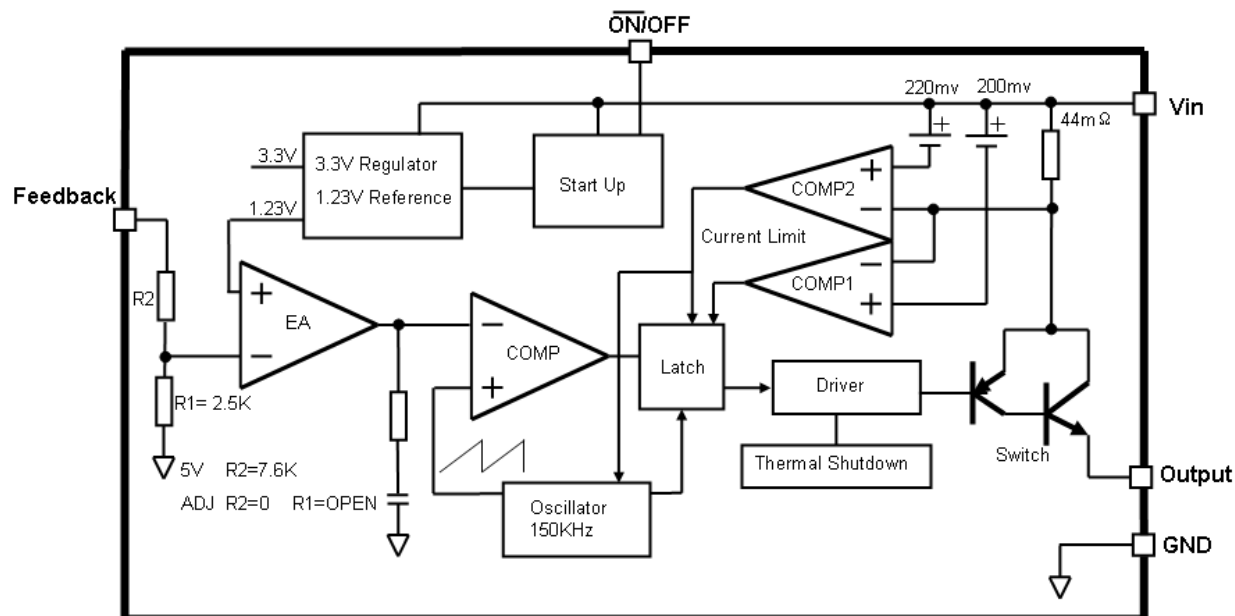 ON/OFF
220mv 200mv
Vin
44mΩ
3.3V
3.3V Regulator
1.23V Reference
Start Up
COMP2
Feedback
1.23V
Current Limit
COMP1
R2
EA
COMP
Latch
Driver
R1= 2.5K
Switch
Thermal Shutdown
5V R2=7.6K
ADJ R2=0 R1=OPEN
Oscillator
150KHz
Output
GND